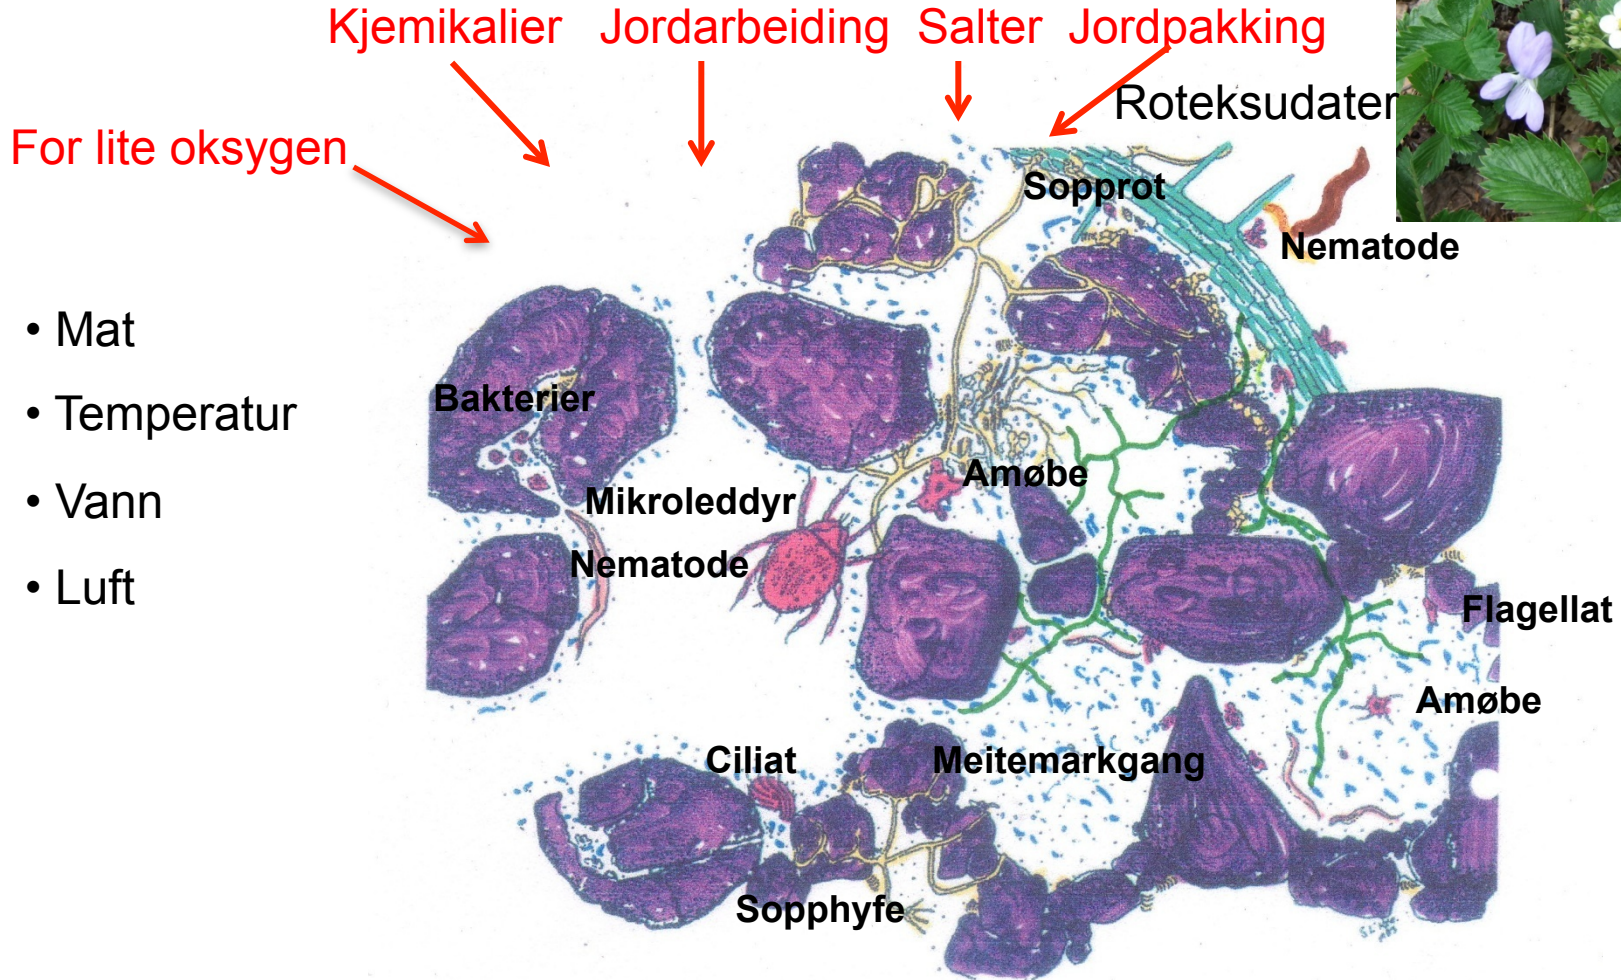 Kjemikalier Jordarbeiding Salter Jordpakking
Roteksudater
For lite oksygen
Sopprot
Nematode
• Mat
• Temperatur
• Vann
• Luft
Bakterier
Amøbe
Mikroleddyr
Nematode
Flagellat
Amøbe
Ciliat
Meitemarkgang
Sopphyfe